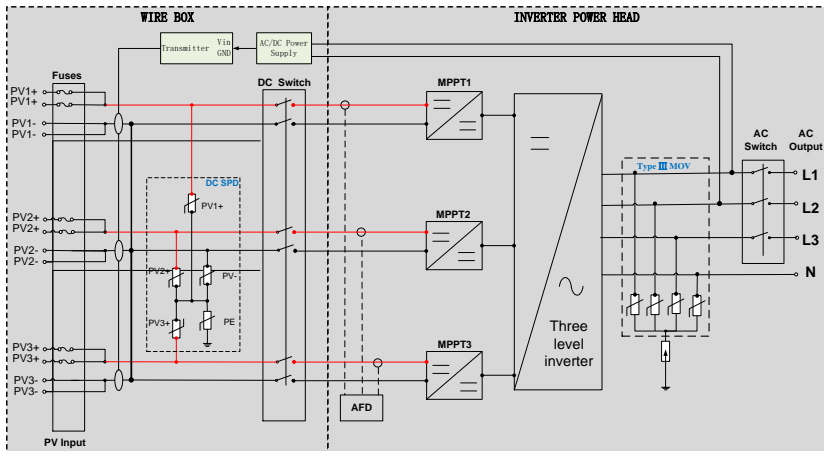 WIRE BOX
INVERTER POWER HEAD
Transmitter
Vin
GND
AC/DC Power
Supply
Fuses
DC Switch
MPPT1
PV1+
PV1+
PV1-
PV1-
AC
Switch
AC
Output
Type III MOV
L1
DC SPD
PV1+
PV2+
PV2+
PV2-
PV2-
MPPT2
L2
L3
PV2+
PV-
N
PV3+
PE
Three
level
inverter
PV3+
PV3+
PV3-
PV3-
MPPT3
AFD
PV Input